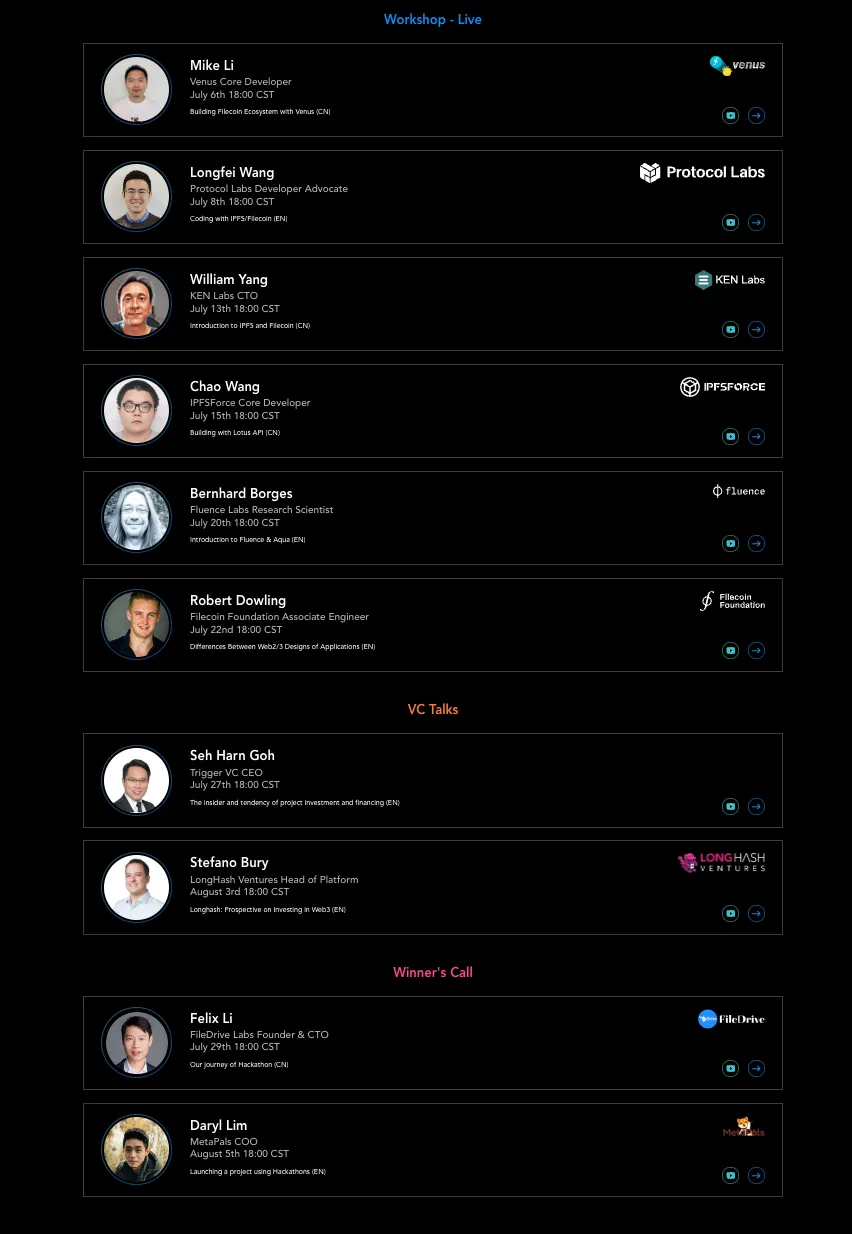 Workshop - Live
Mike Li
venus
Venus Core Developer
July 6th 18:00 CST
Building Filecoin Ecosystem with Venus (CN)
Longfei Wang
Protocol Labs
Protocol Labs Developer Advocate
July 8th 18:00 CST
Coding with IPFS/Filecoin (EN)
William Yang
KEN Labs
KEN Labs CTO
July 13th 18:00 CST
Introduction to IPFS and Filecoin (CN)
Chao Wang
IPFSFORCE
IPFSForce Core Developer
July 15th 18:00 CST
Building with Lotus API (CN)
Bernhard Borges
fluence
Fluence Labs Research Scientist
July 20th 18:00 CST
Introduction to Fluence & Aqua (EN)
Robert Dowling
Filecoin
Foundation
Filecoin Foundation Associate Engineer
July 22nd 18:00 CST
Differences Between Web2/3 Designs of Applications (EN)
VC Talks
Seh Harn Goh
Trigger VC CEO
July 27th 18:00 CST
The insider and tendency of project investment and financing (EN)
Stefano Bury
LONGHASH
VENTURES
LongHash Ventures Head of Platform
August 3rd 18:00 CST
Longhash: Prospective on Investing in Web3 (EN)
Winner's Call
Felix Li
FileDrive
FileDrive Labs Founder & CTO
July 29th 18:00 CST
Our journey of Hackathon (CN)
Daryl Lim
MetaPals
MetaPals COO
August 5th 18:00 CST
Launching a project using Hackathons (EN)